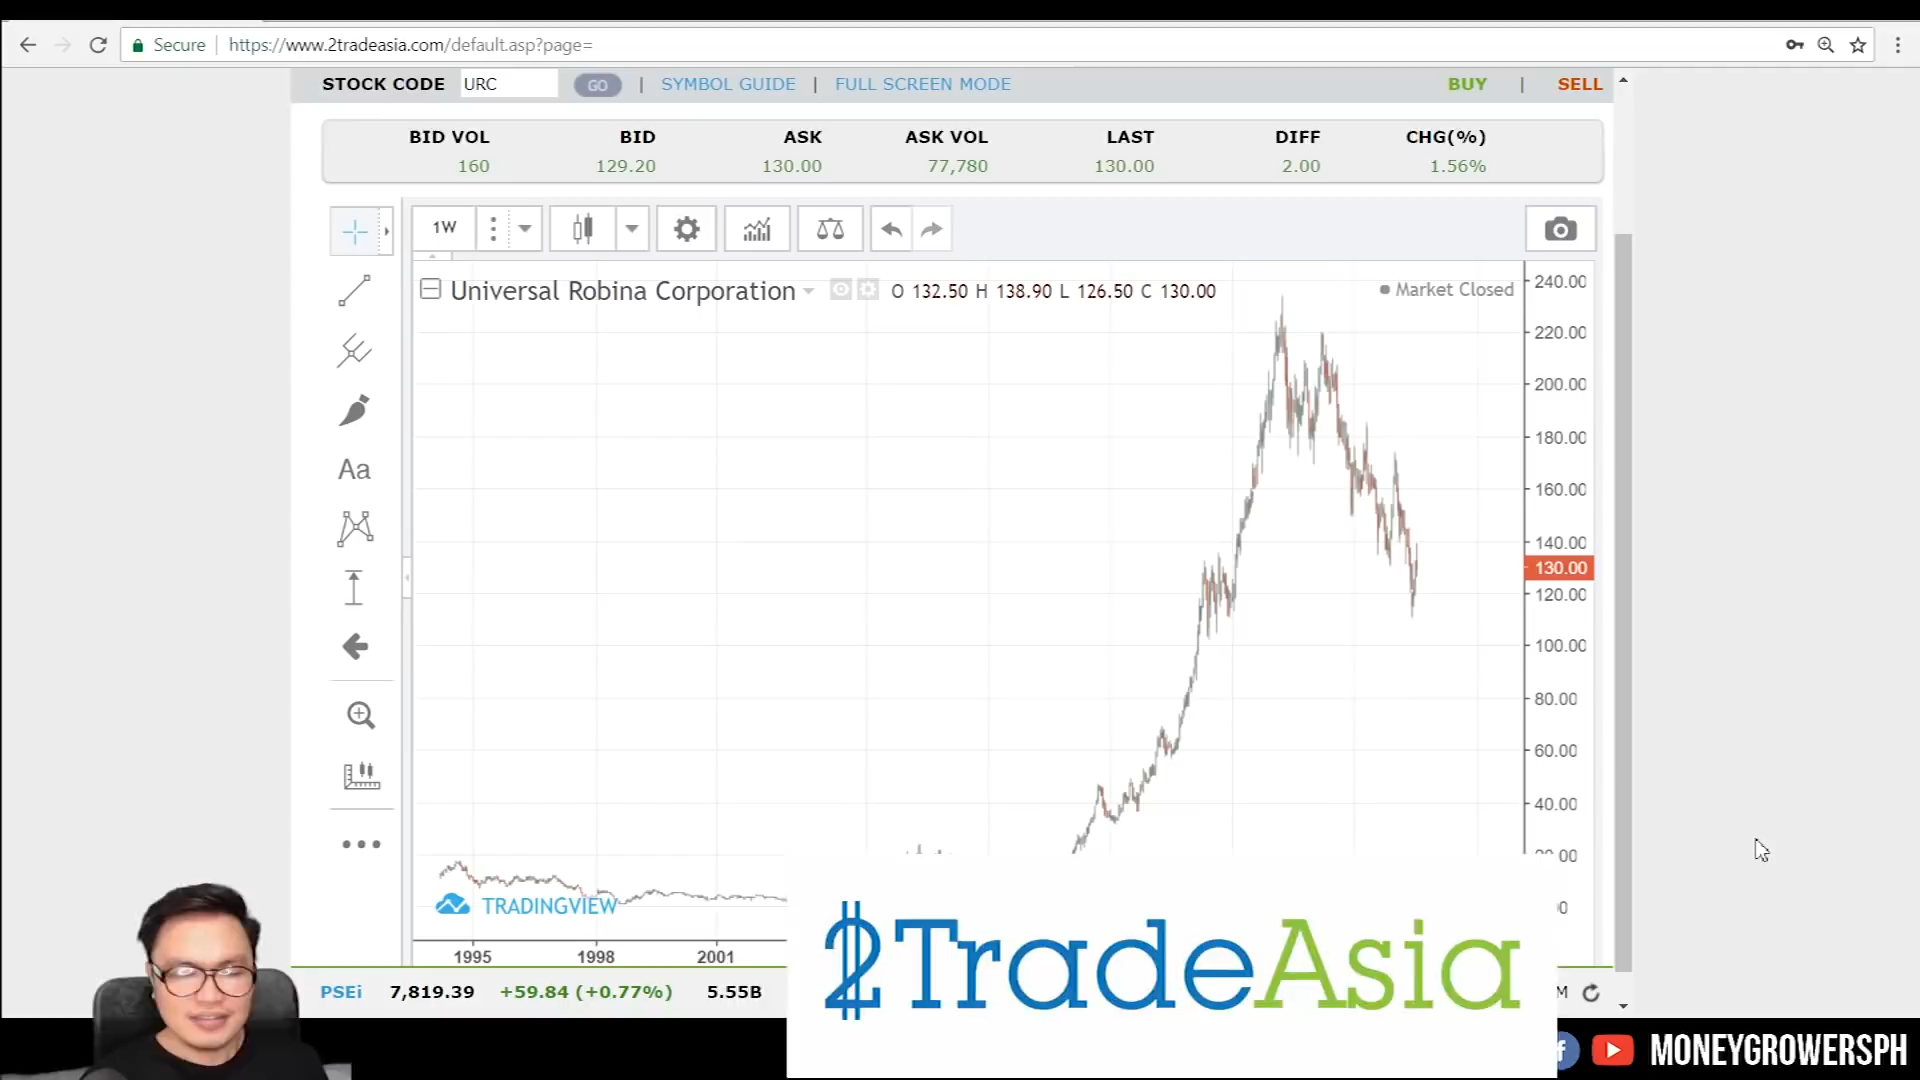 Secure | https://www.2tradeasia.com/default.asp?page=
STOCK CODE URC GO | SYMBOL GUIDE | FULL SCREEN MODE BUY | SELL
BID VOL BID ASK ASK VOL LAST DIFF CHG(%)
160 129.20 130.00 77,780 130.00 2.00 1.56%
1W
Universal Robina Corporation O 132.50 H 138.90 L 126.50 C 130.00 Market Closed
240.00
220.00
200.00
180.00
160.00
140.00
130.00
120.00
100.00
80.00
60.00
40.00
20.00
Aa
TRADINGVIEW
1995 1998 2001
PSEi 7,819.39 +59.84 (+0.77%) 5.55B
2TradeAsia
MONEYGROWERSPH